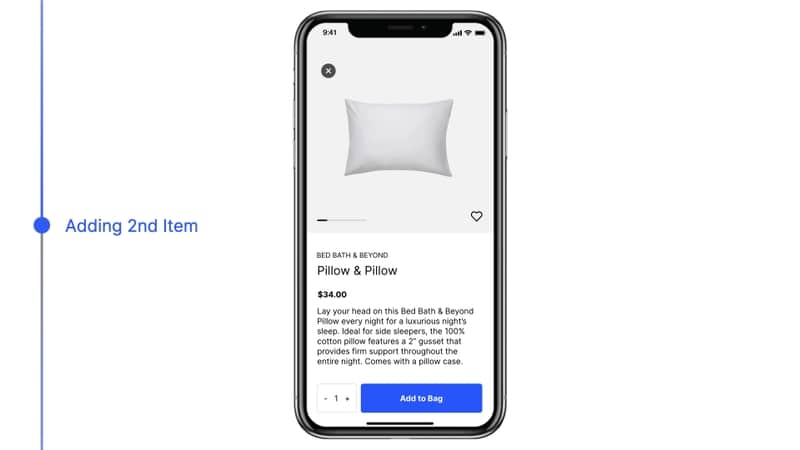 9:41
Adding 2nd Item
BED BATH & BEYOND
Pillow & Pillow
$34.00
Lay your head on this Bed Bath & Beyond
Pillow every night for a luxurious night's
sleep. Ideal for side sleepers, the 100%
cotton pillow features a 2" gusset that
provides firm support throughout the
entire night. Comes with a pillow case.
- 1 +
Add to Bag